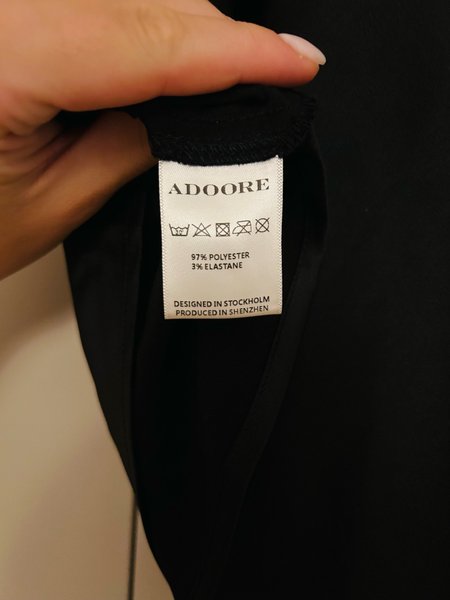 ADOORE
97% POLYESTER
3% ELASTANE
DESIGNED IN STOCKHOLM
PRODUCED IN SHENZHEN